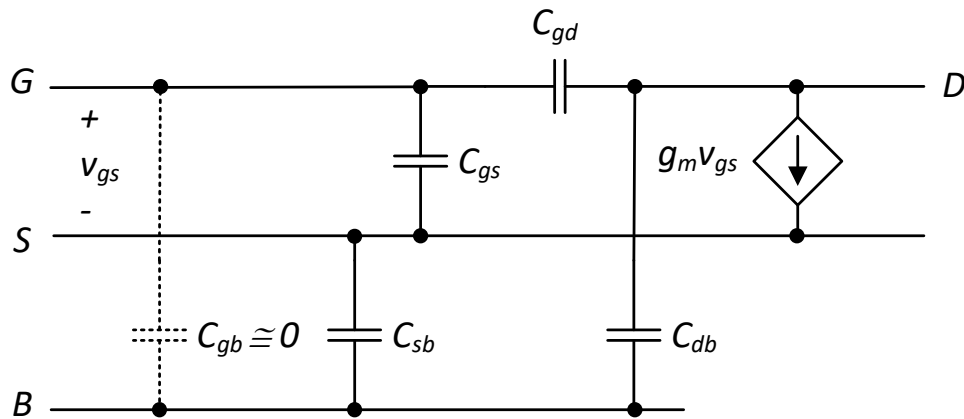 C_gd
G
D
+
v_gs
-
C_gs
g_m v_gs
S
C_gb ≅ 0
C_sb
C_db
B